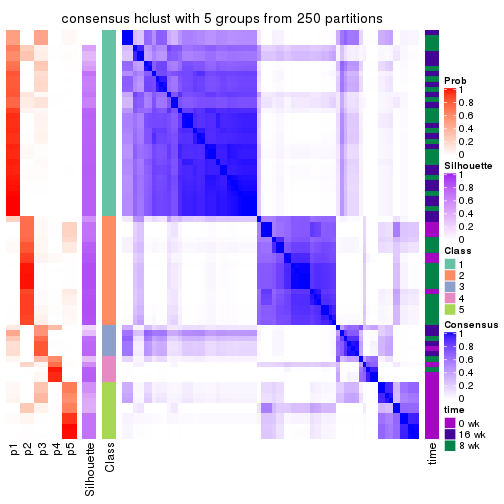 consensus hclust with 5 groups from 250 partitions
Prob
1
0.8
0.6
0.4
0.2
0
Silhouette
1
0.8
0.6
0.4
0.2
0
Class
1
2
3
4
5
Consensus
1
0.8
0.6
0.4
0.2
0
time
0 wk
16 wk
8 wk
p1
p2
p3
p4
p5
Silhouette
Class
time